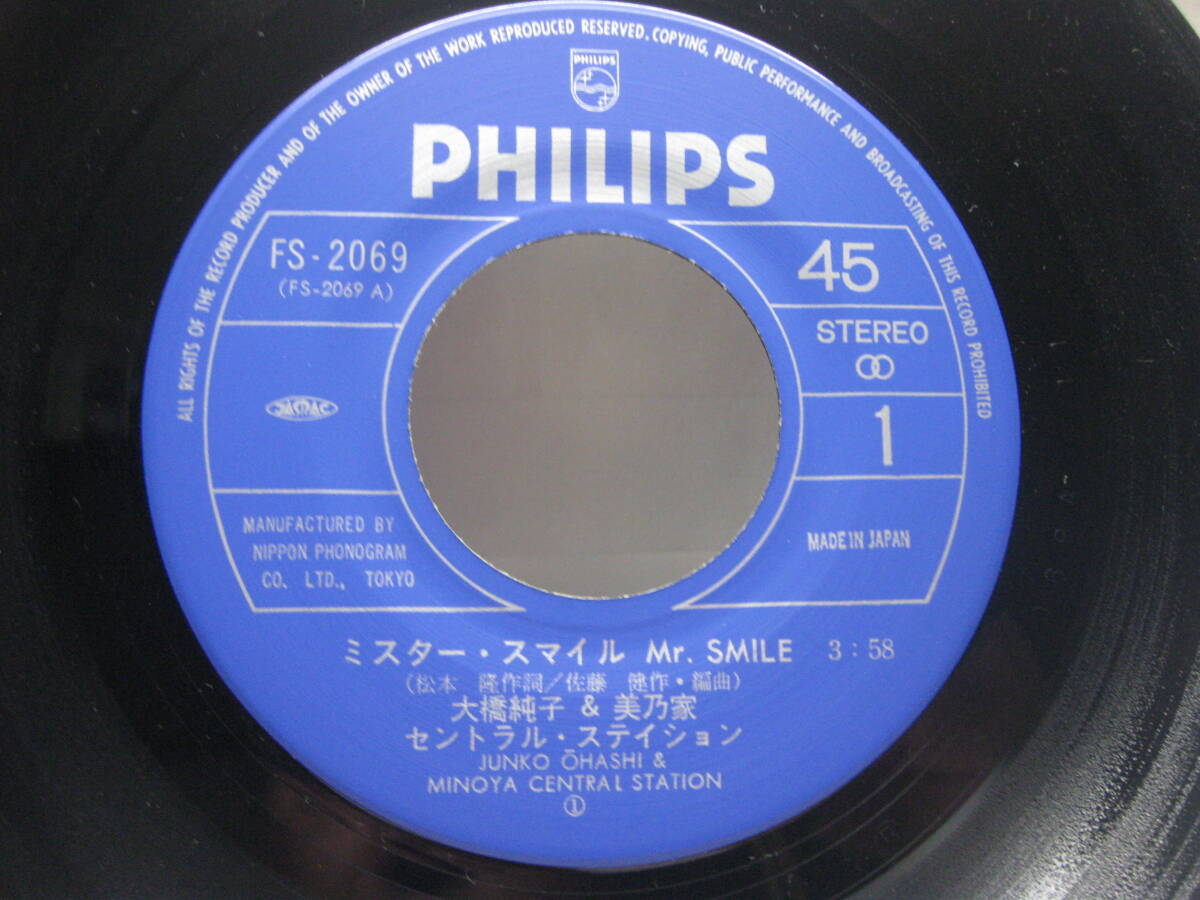 ALL RIGHTS OF THE RECORD PRODUCER AND OF THE OWNER OF THE WORK REPRODUCED RESERVED. COPYING, PUBLIC PERFORMANCE AND BROADCASTING OF THIS RECORD PROHIBITED
PHILIPS
PHILIPS
FS-2069
(FS-2069 A)
45
STEREO
1
JASRAC
MANUFACTURED BY
NIPPON PHONOGRAM
CO. LTD., TOKYO
MADE IN JAPAN
ミスター・スマイル Mr. SMILE 3:58
(松本 隆作詞/佐藤 健作・編曲)
大橋純子 & 美乃家
セントラル・ステイション
JUNKO ŌHASHI &
MINOYA CENTRAL STATION
①